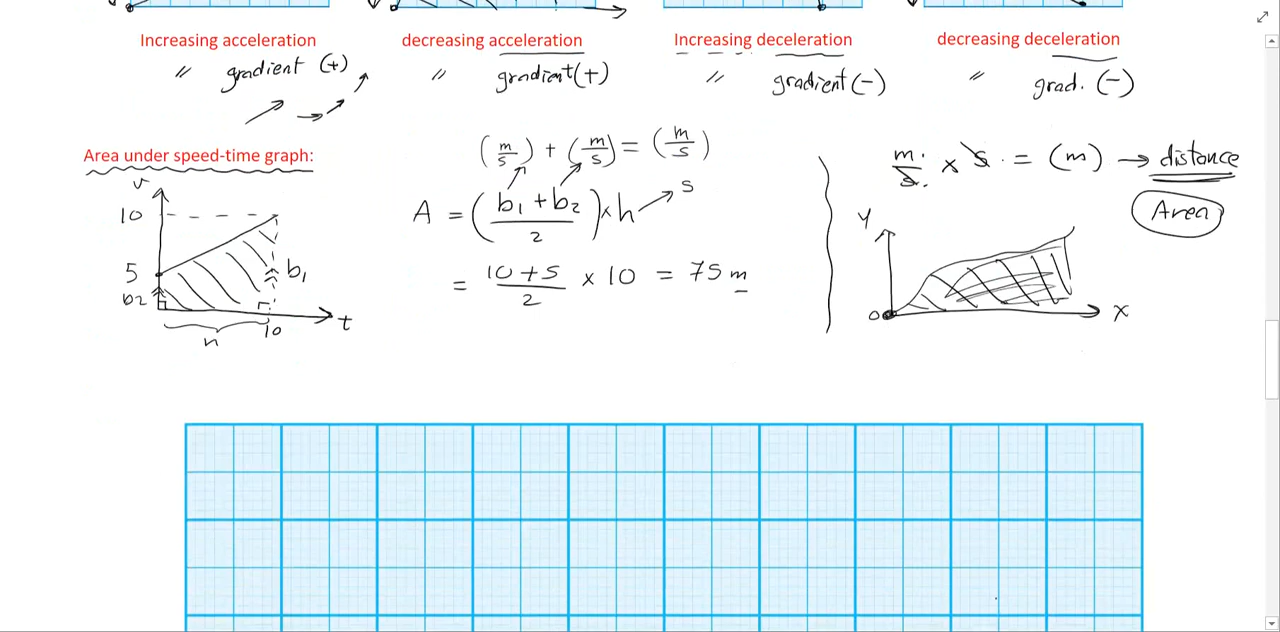 Increasing acceleration
decreasing acceleration
Increasing deceleration
decreasing deceleration
" gradient (+)
" gradient (+)
" gradient (-)
" grad. (-)
Area under speed-time graph:
(m/s) + (m/s) = (m/s)
A = (b1 + b2 / 2) × h → s
= 10 + 5 / 2 × 10 = 75 m
v
10
5
b2
b1
h
10
t
m/s × s = (m) → distance
Area
y
0
x